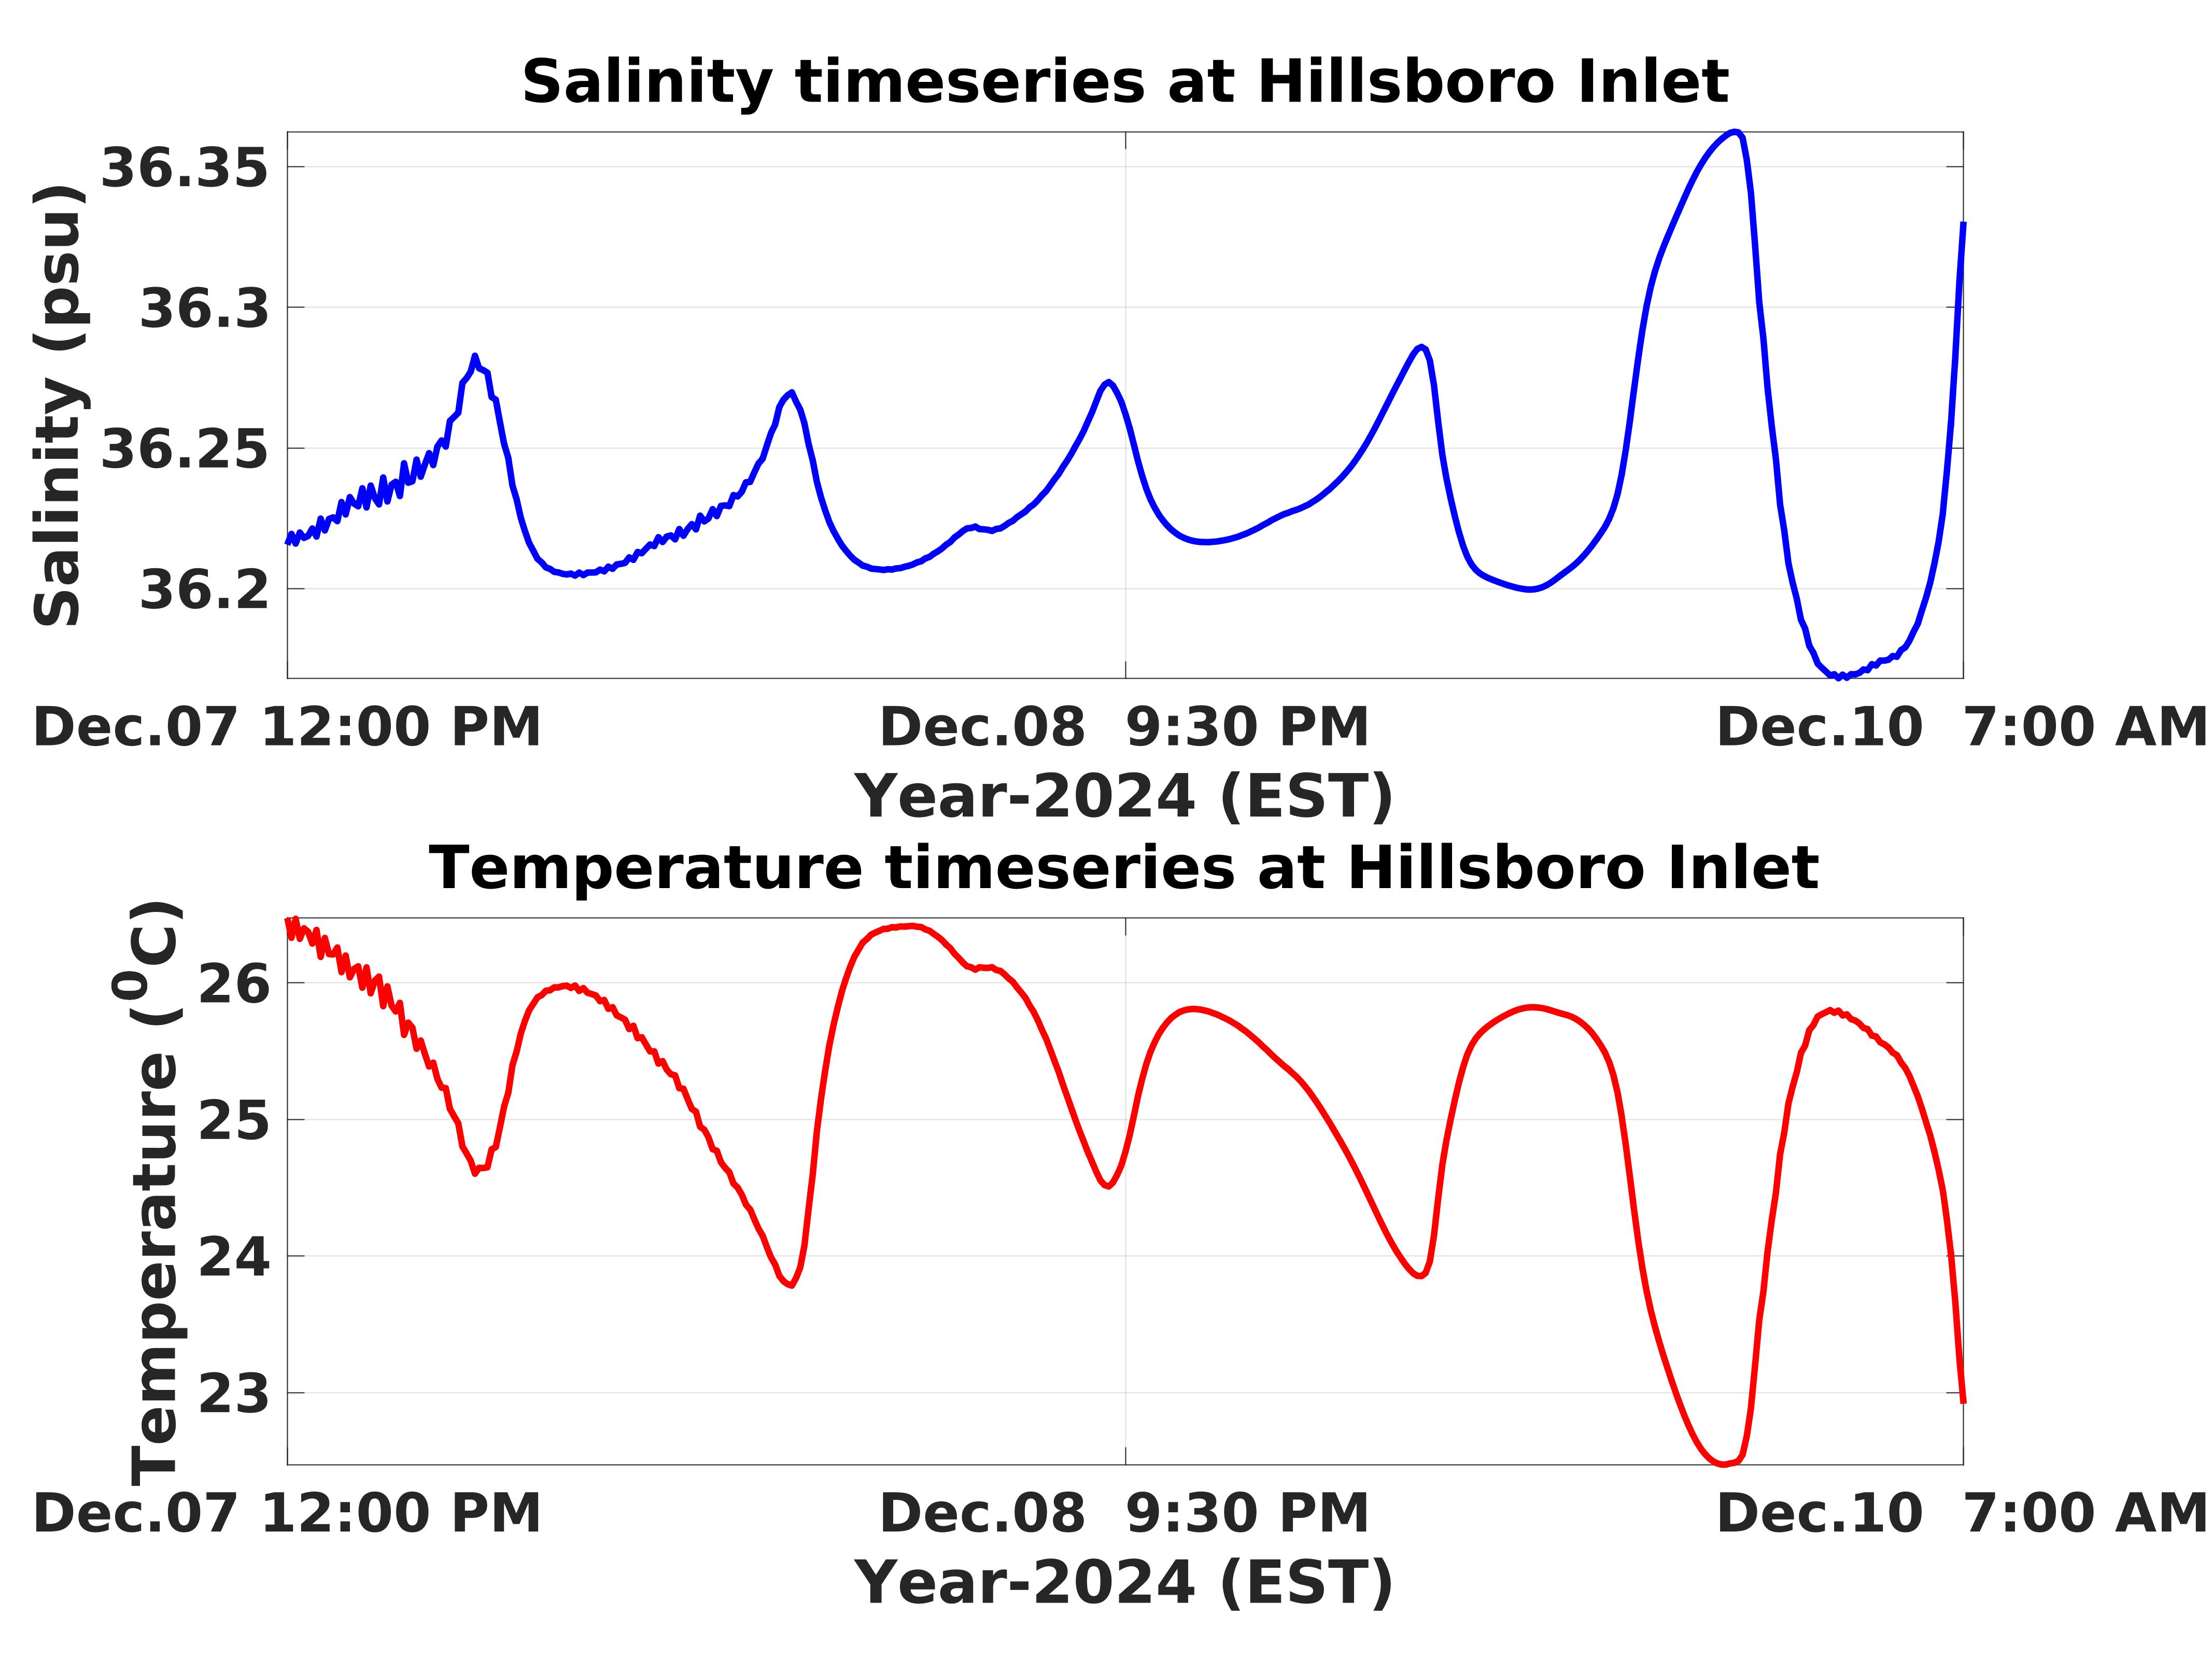 Salinity timeseries at Hillsboro Inlet
Salinity (psu)
36.35
36.3
36.25
36.2
Dec.07 12:00 PM Dec.08 9:30 PM Dec.10 7:00 AM
Year-2024 (EST)
Temperature timeseries at Hillsboro Inlet
Temperature (⁰C)
26
25
24
23
Dec.07 12:00 PM Dec.08 9:30 PM Dec.10 7:00 AM
Year-2024 (EST)